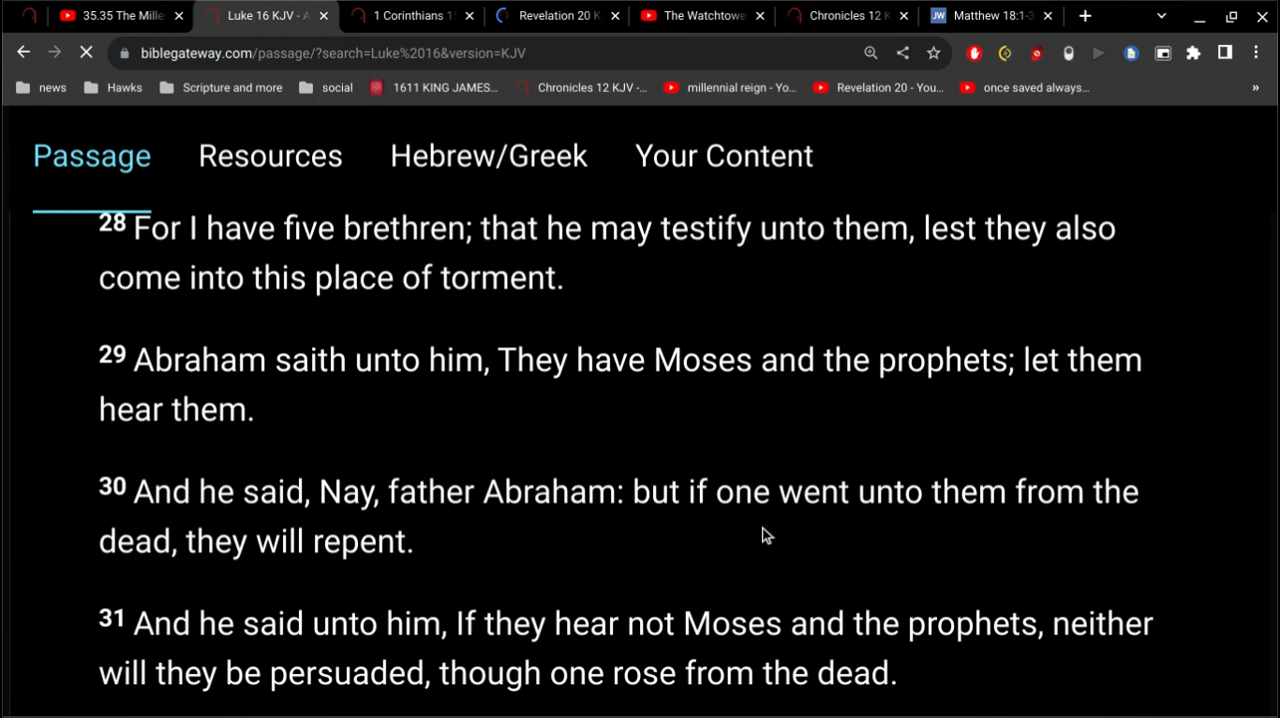 35.35 The Mille
Luke 16 KJV - A
1 Corinthians 1
Revelation 20 K
The Watchtowe
Chronicles 12 K
JW
Matthew 18:1-3
biblegateway.com/passage/?search=Luke%2016&version=KJV
news
Hawks
Scripture and more
social
1611 KING JAMES...
Chronicles 12 KJV -...
millennial reign - Yo...
Revelation 20 - You...
once saved always...
»
Passage
Resources
Hebrew/Greek
Your Content
28 For I have five brethren; that he may testify unto them, lest they also
come into this place of torment.
29 Abraham saith unto him, They have Moses and the prophets; let them
hear them.
30 And he said, Nay, father Abraham: but if one went unto them from the
dead, they will repent.
31 And he said unto him, If they hear not Moses and the prophets, neither
will they be persuaded, though one rose from the dead.